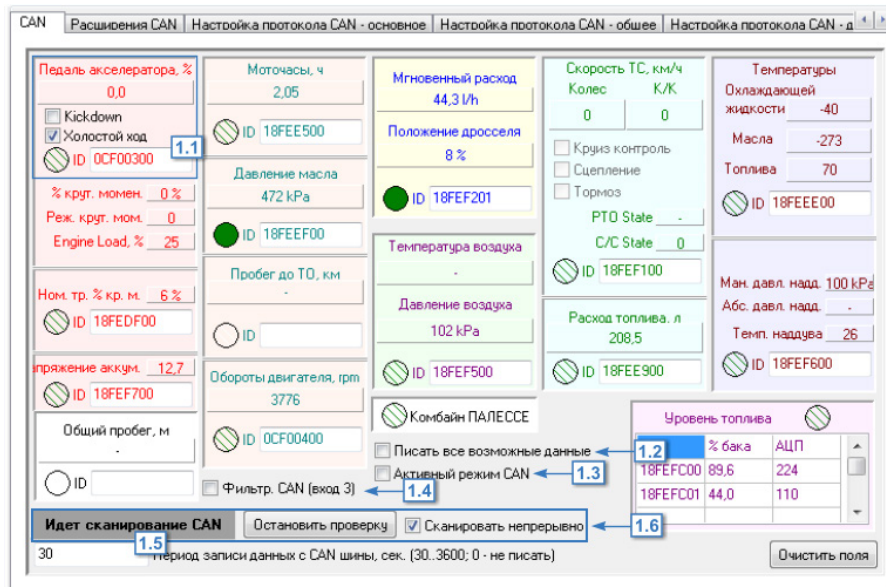 CAN
Расширения CAN
Настройка протокола CAN - основное
Настройка протокола CAN - общее
Настройка протокола CAN - д
Педаль акселератора, %
0,0
Kickdown
Холостой ход
1.1
ID 0CF00300
% крут. момен. 0 %
Реж. крут. мом. 0
Engine Load, % 25
Ном. тр. % кр. м. 6 %
ID 18FEDF00
апряжение аккум. 12,7
ID 18FEF700
Общий пробег, м
-
ID
Моточасы, ч
2,05
ID 18FEE500
Давление масла
472 kPa
ID 18FEEF00
Пробег до ТО, км
-
ID
Обороты двигателя, rpm
3776
ID 0CF00400
Фильтр. CAN (вход 3)
1.4
Мгновенный расход
44,3 l/h
Положение дросселя
8 %
ID 18FEF201
Температура воздуха
-
Давление воздуха
102 kPa
ID 18FEF500
Комбайн ПАЛЕССЕ
Писать все возможные данные
1.2
Активный режим CAN
1.3
Скорость ТС, км/ч
Колес К/К
0 0
Круиз контроль
Сцепление
Тормоз
PTO State -
C/C State 0
ID 18FEF100
Расход топлива. л
208,5
ID 18FEE900
Температуры
Охлаждающей
жидкости -40
Масла -273
Топлива 70
ID 18FEEE00
Ман. давл. надд. 100 kPa
Абс. давл. надд. -
Темп. наддува 26
ID 18FEF600
Уровень топлива
% бака АЦП
18FEFC00 89,6 224
18FEFC01 44,0 110
Идет сканирование CAN
Остановить проверку
Сканировать непрерывно
1.6
1.5
30
Период записи данных с CAN шины, сек. (30..3600; 0 - не писать)
Очистить поля